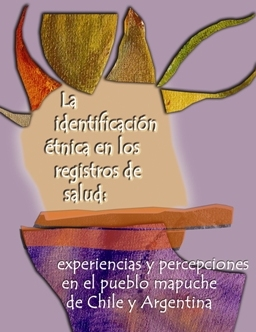 La
identificación
étnica en los
registros de
salud:
experiencias y percepciones
en el pueblo mapuche
de Chile y Argentina